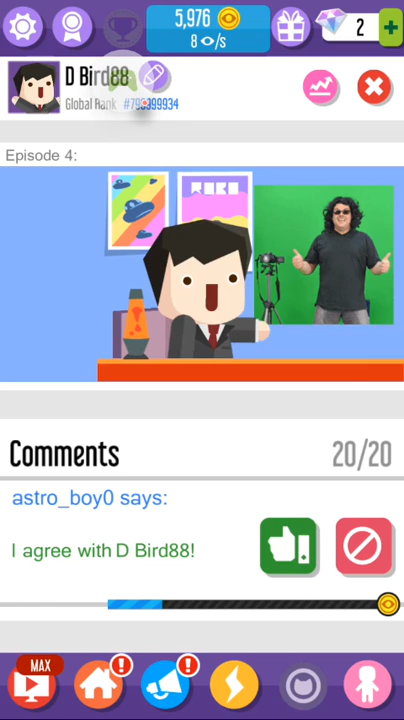 5,976
8 /s
2
D Bird88
Global Rank
Episode 4:
Comments 20/20
astro_boy0 says:
I agree with D Bird88!
MAX